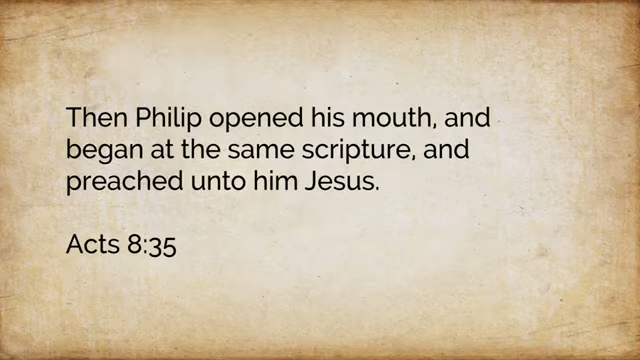 Then Philip opened his mouth, and
began at the same scripture, and
preached unto him Jesus.
Acts 8:35